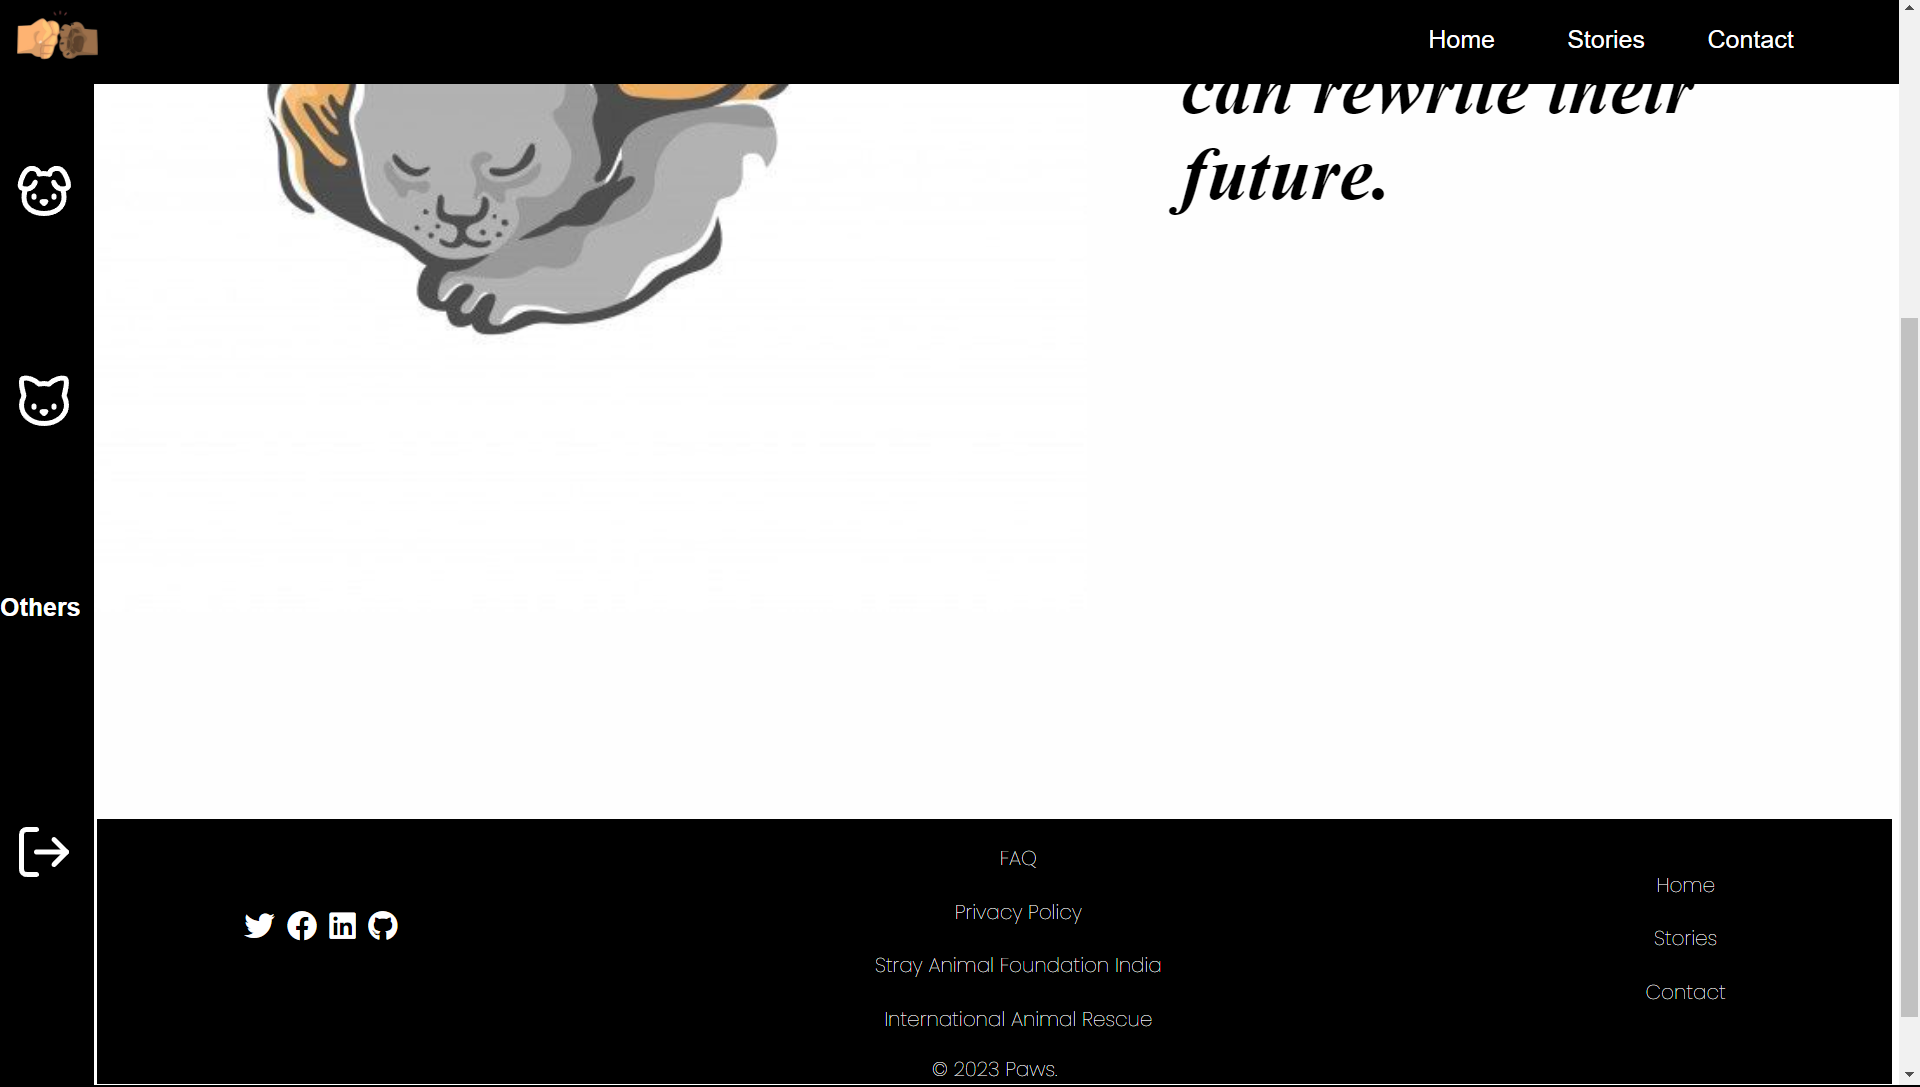 Home
Stories
Contact
can rewrite their
future.
Others
FAQ
Privacy Policy
Stray Animal Foundation India
International Animal Rescue
© 2023 Paws.
Home
Stories
Contact